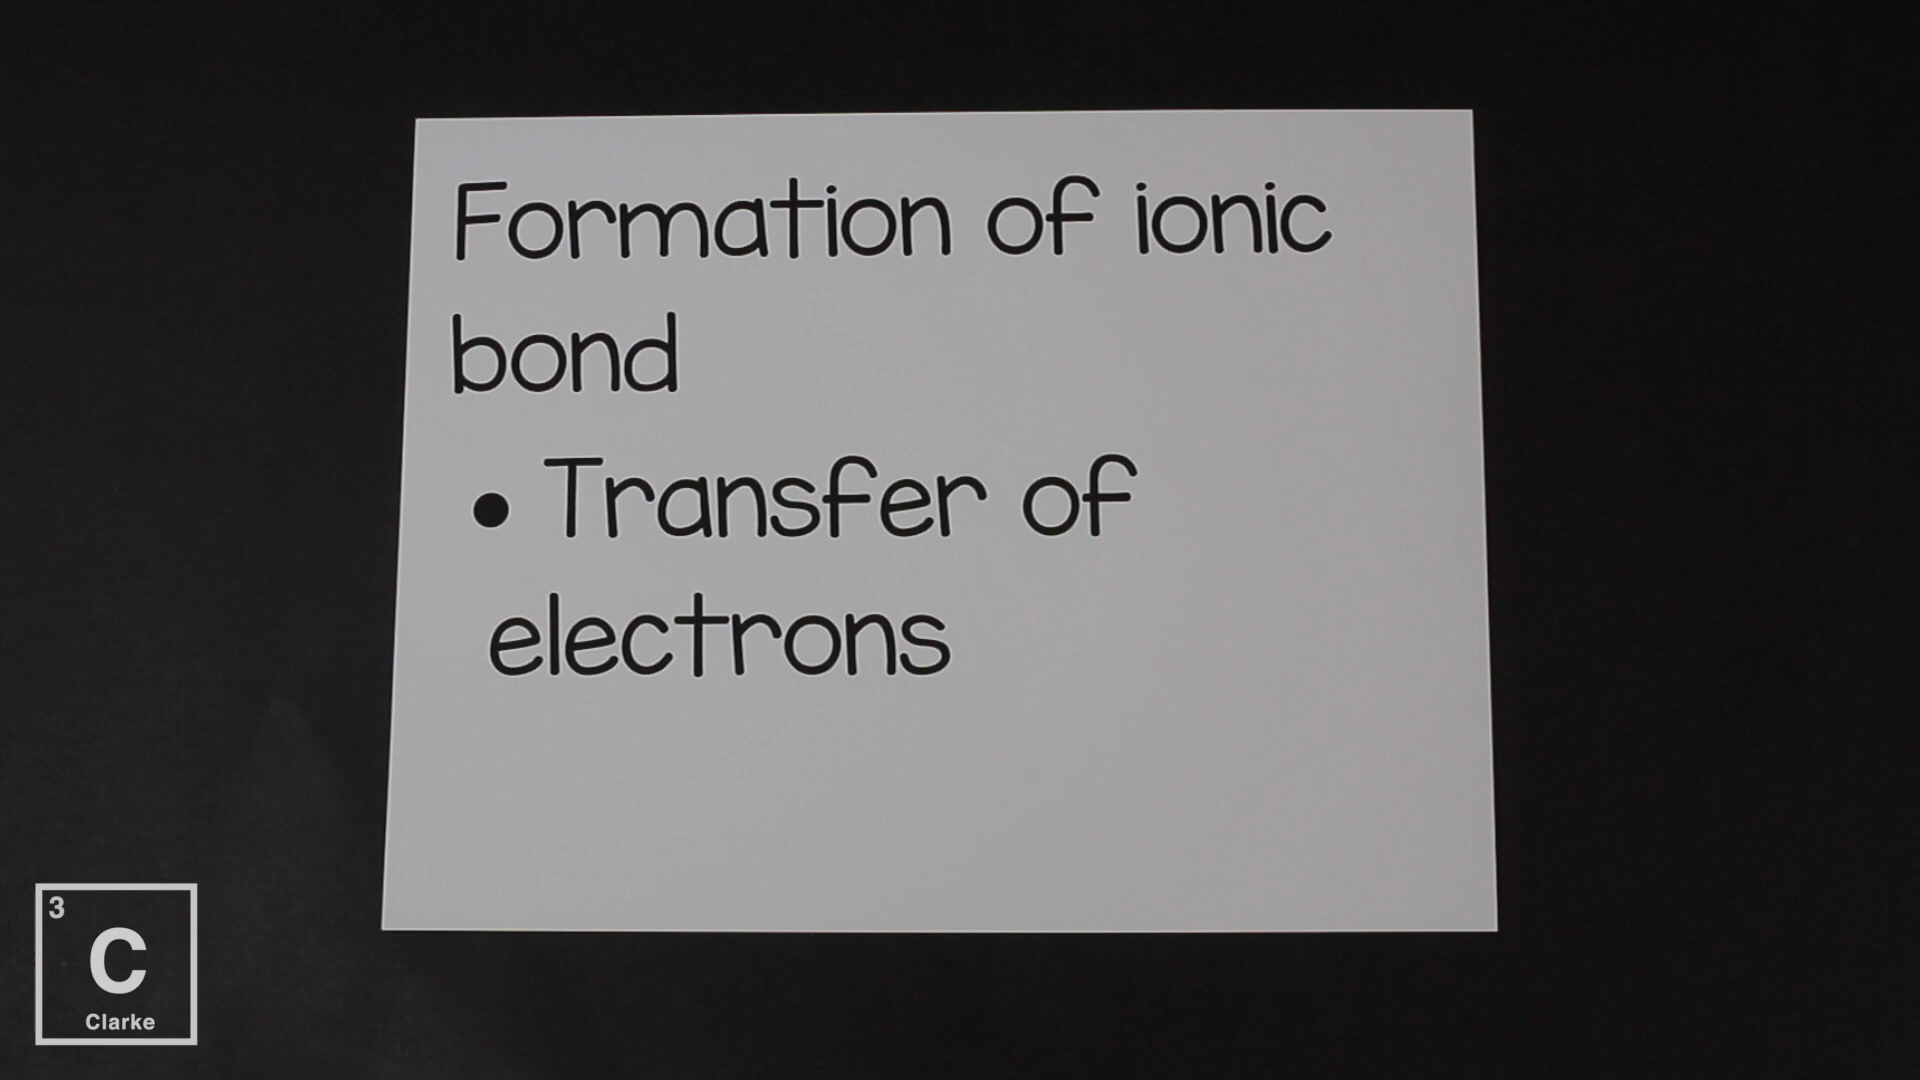 Formation of ionic
bond
• Transfer of
electrons
3
C
Clarke